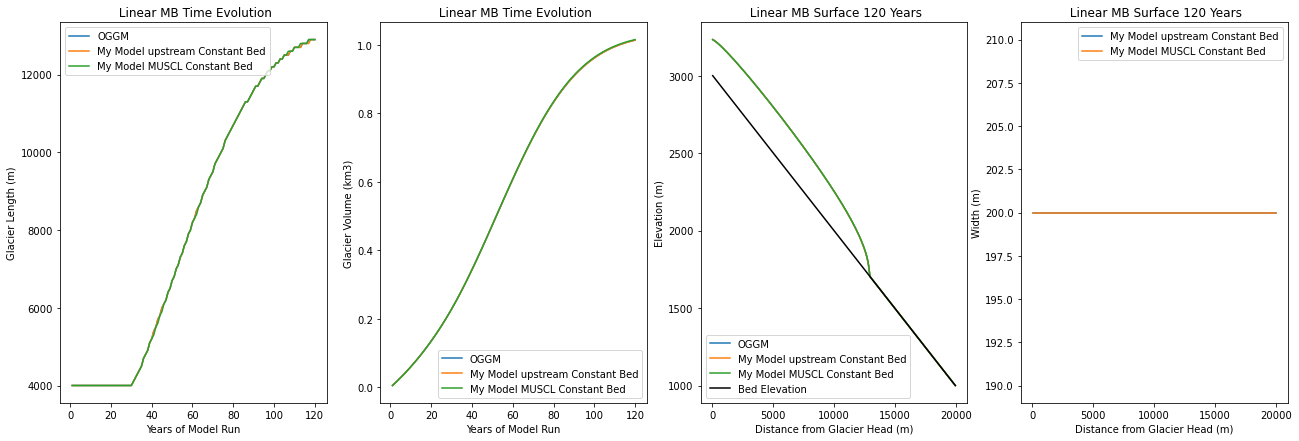 Linear MB Time Evolution
Glacier Length (m)
12000
10000
8000
6000
4000
OGGM
My Model upstream Constant Bed
My Model MUSCL Constant Bed
0 20 40 60 80 100 120
Years of Model Run
Linear MB Time Evolution
Glacier Volume (km3)
1.0
0.8
0.6
0.4
0.2
0.0
OGGM
My Model upstream Constant Bed
My Model MUSCL Constant Bed
0 20 40 60 80 100 120
Years of Model Run
Linear MB Surface 120 Years
Elevation (m)
3000
2500
2000
1500
1000
OGGM
My Model upstream Constant Bed
My Model MUSCL Constant Bed
Bed Elevation
0 5000 10000 15000 20000
Distance from Glacier Head (m)
Linear MB Surface 120 Years
Width (m)
210.0
207.5
205.0
202.5
200.0
197.5
195.0
192.5
190.0
My Model upstream Constant Bed
My Model MUSCL Constant Bed
0 5000 10000 15000 20000
Distance from Glacier Head (m)